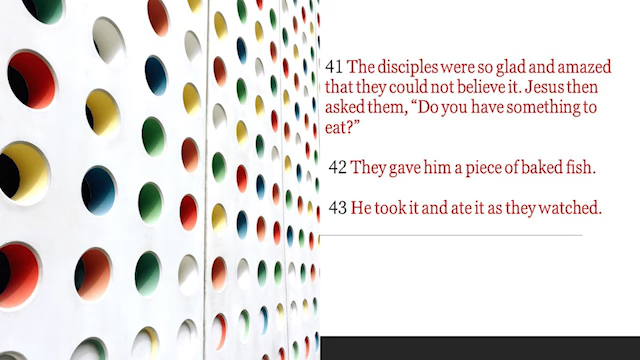 41 The disciples were so glad and amazed
that they could not believe it. Jesus then
asked them, “Do you have something to
eat?”
42 They gave him a piece of baked fish.
43 He took it and ate it as they watched.